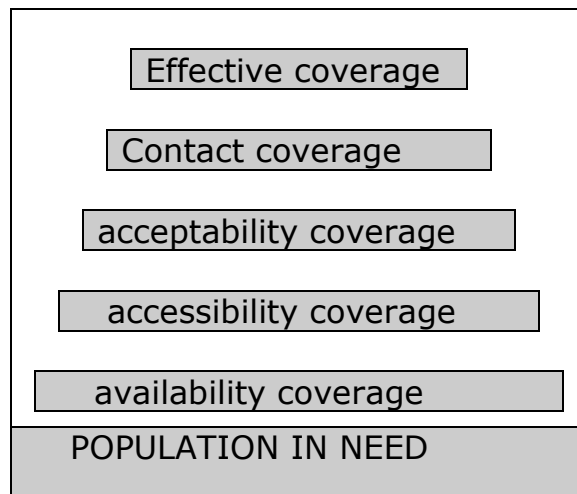 Effective coverage
Contact coverage
acceptability coverage
accessibility coverage
availability coverage
POPULATION IN NEED